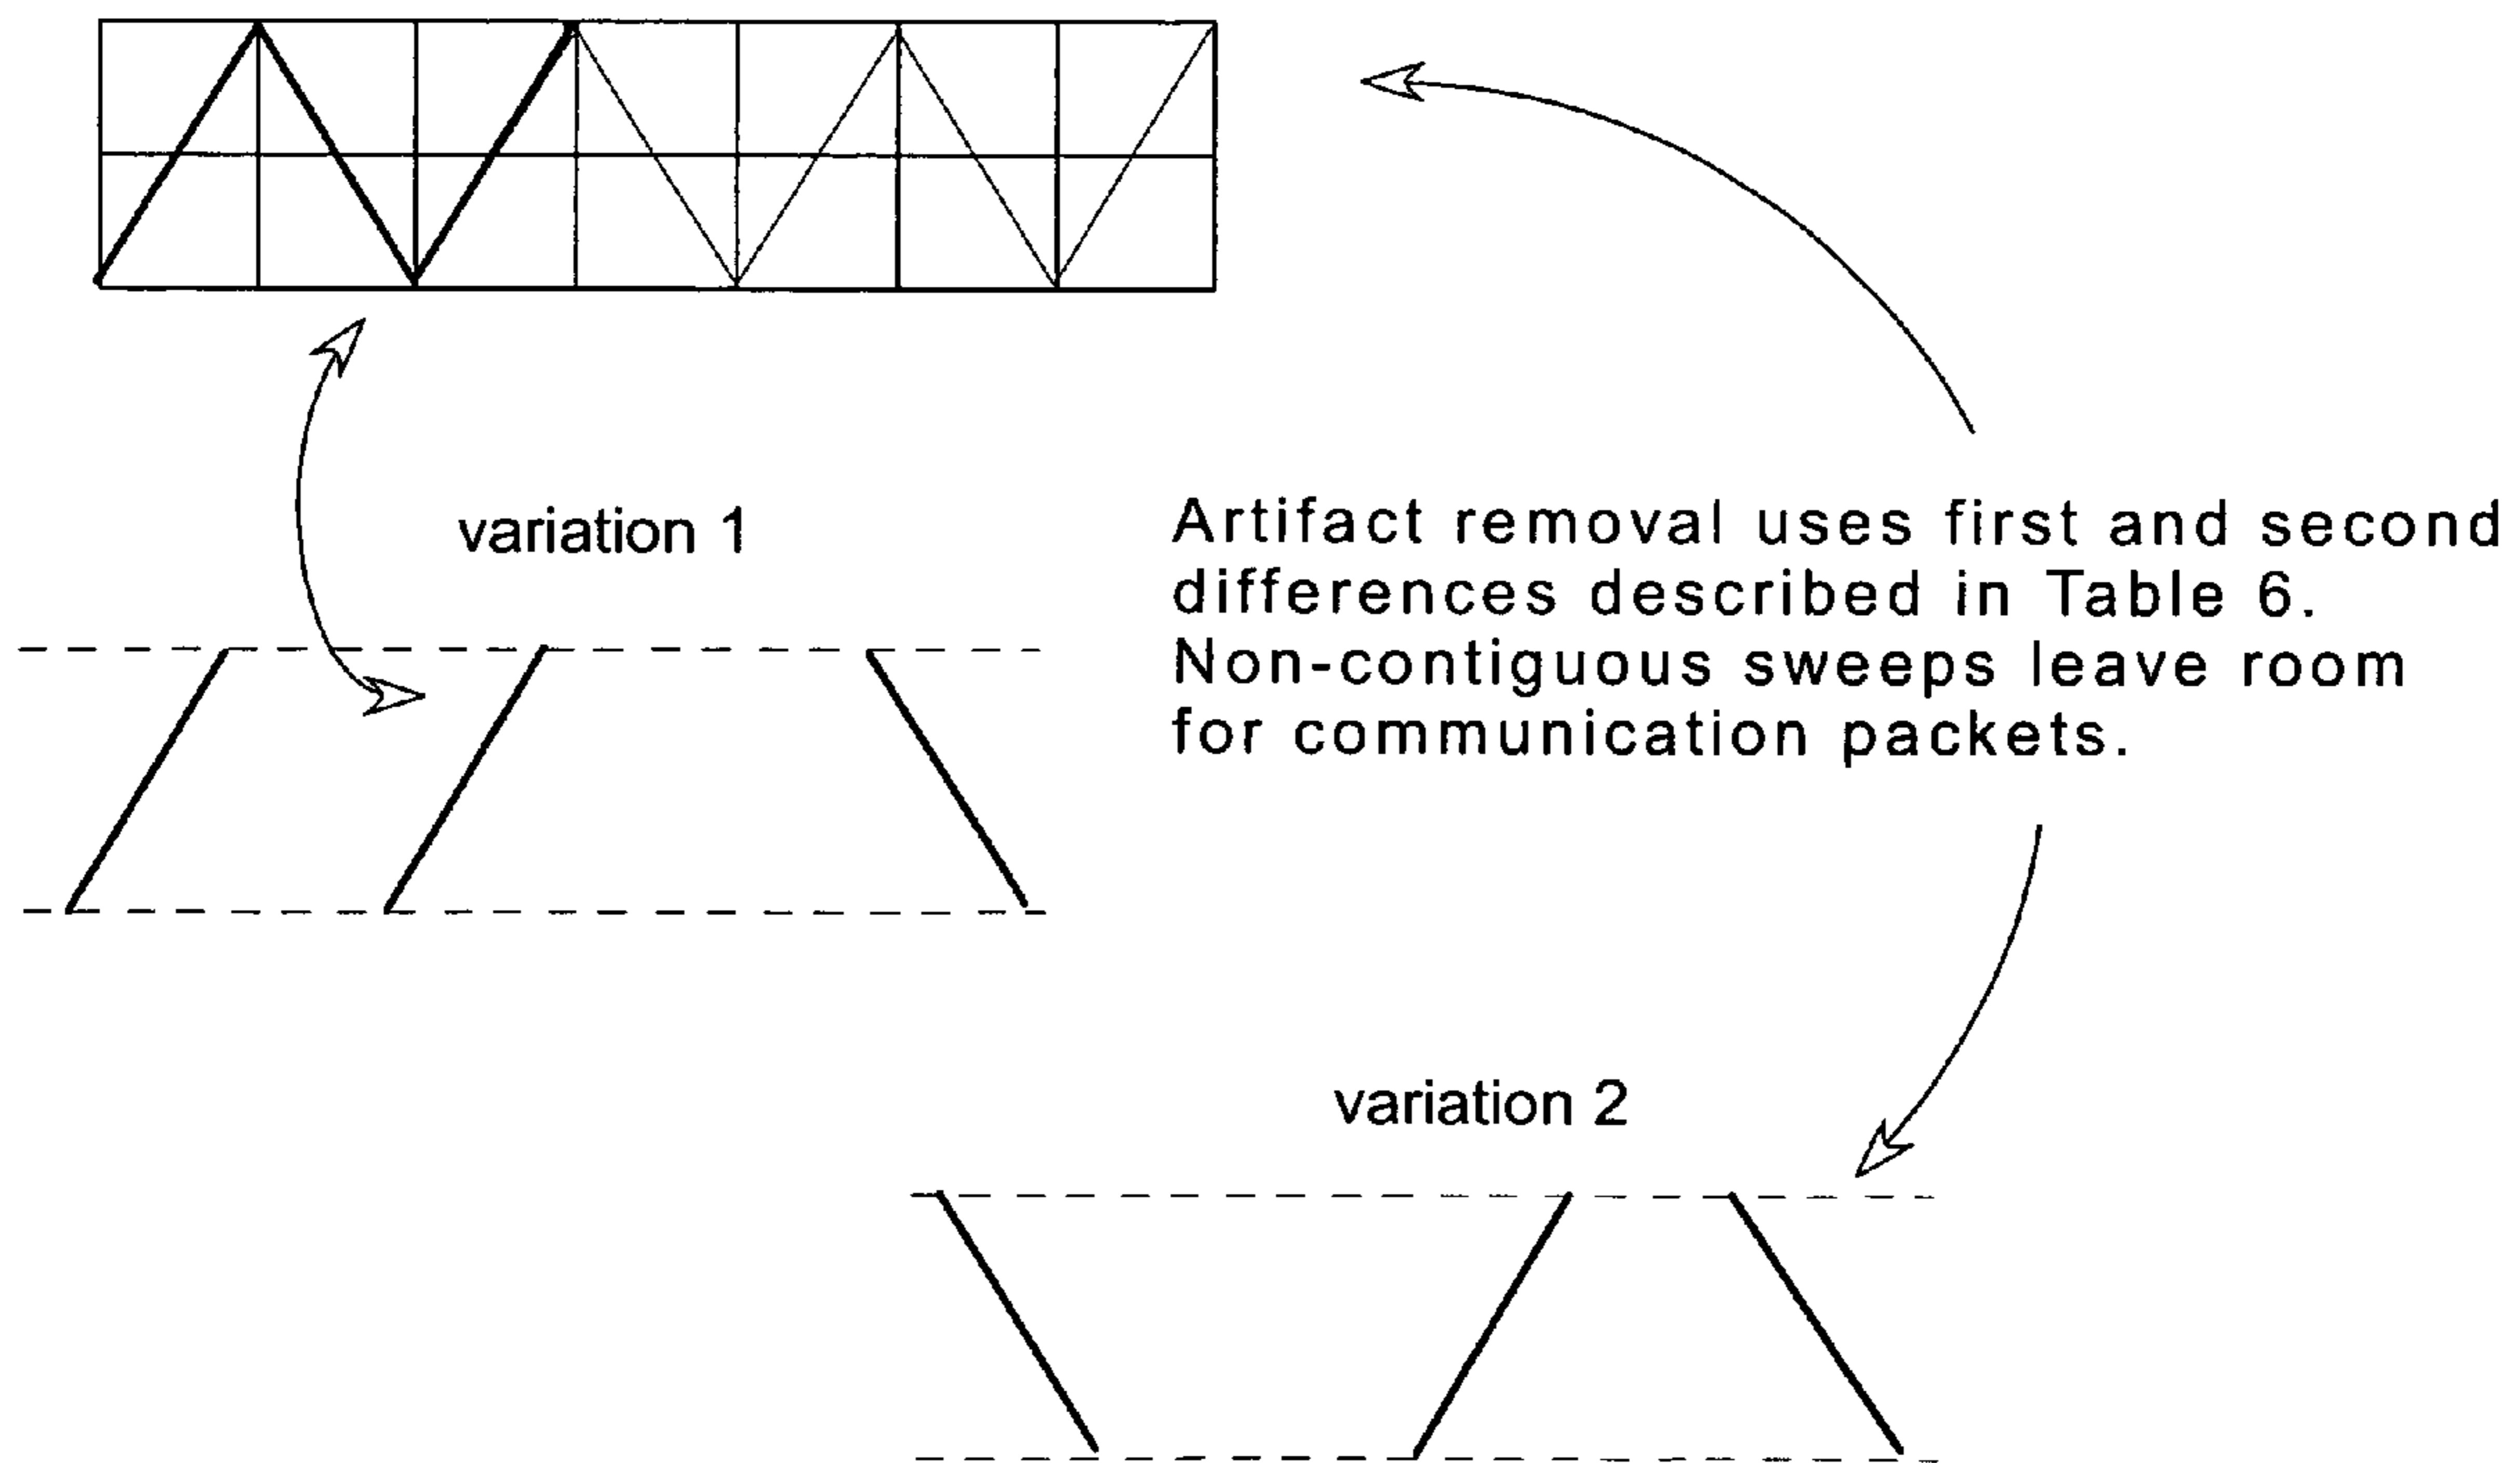 variation 1
Artifact removal uses first and second
differences described in Table 6.
Non-contiguous sweeps leave room
for communication packets.
variation 2